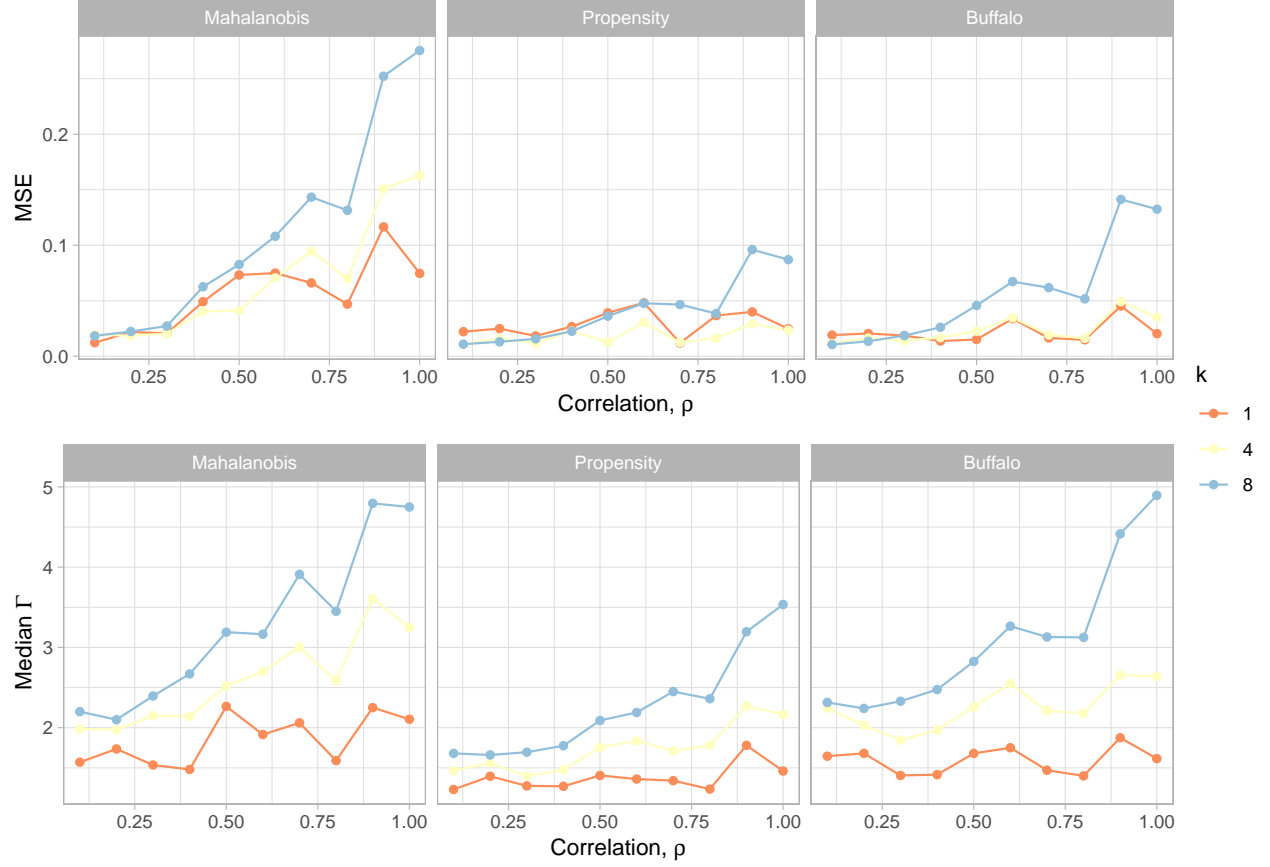 Mahalanobis Propensity Buffalo
MSE
0.2
0.1
0.0
0.25 0.50 0.75 1.00 0.25 0.50 0.75 1.00 0.25 0.50 0.75 1.00
Correlation, ρ
k
1
4
8
Mahalanobis Propensity Buffalo
Median Γ
5
4
3
2
0.25 0.50 0.75 1.00 0.25 0.50 0.75 1.00 0.25 0.50 0.75 1.00
Correlation, ρ